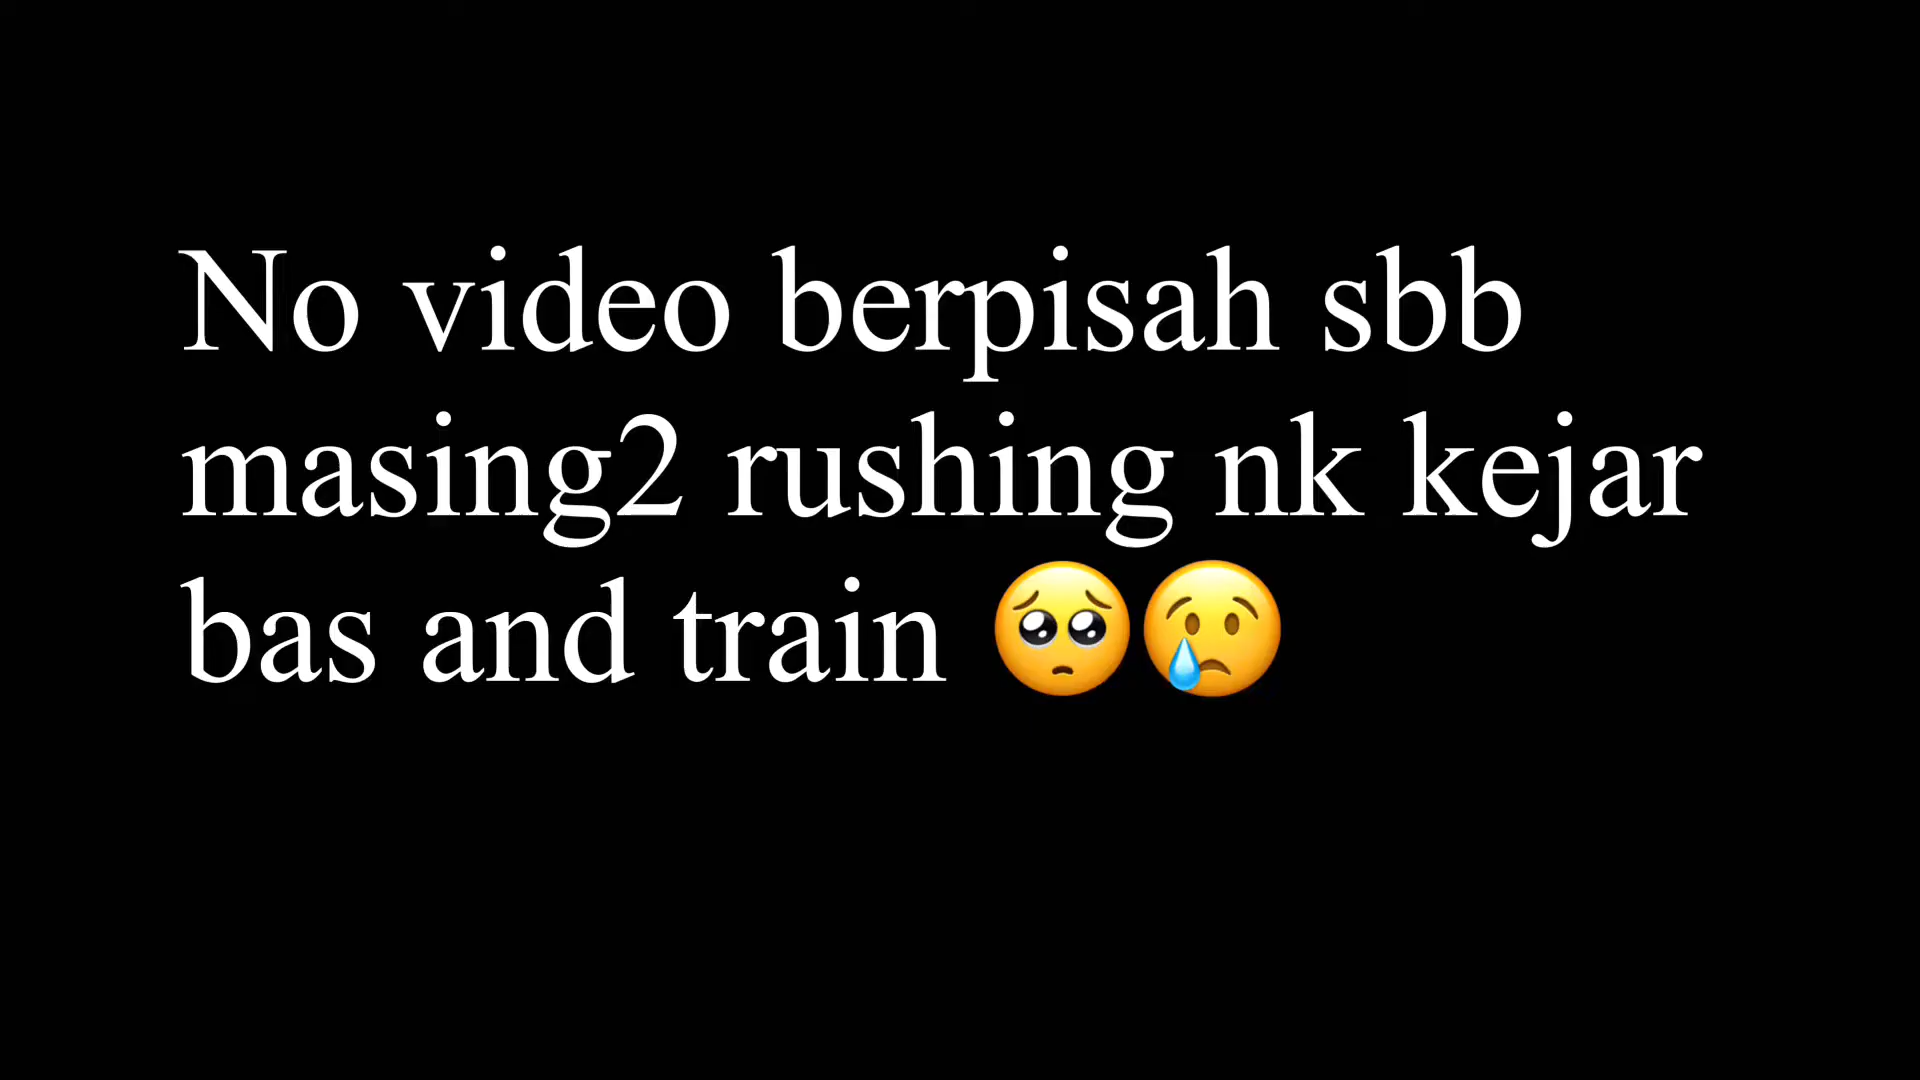 No video berpisah sbb
masing2 rushing nk kejar
bas and train 🥺😢